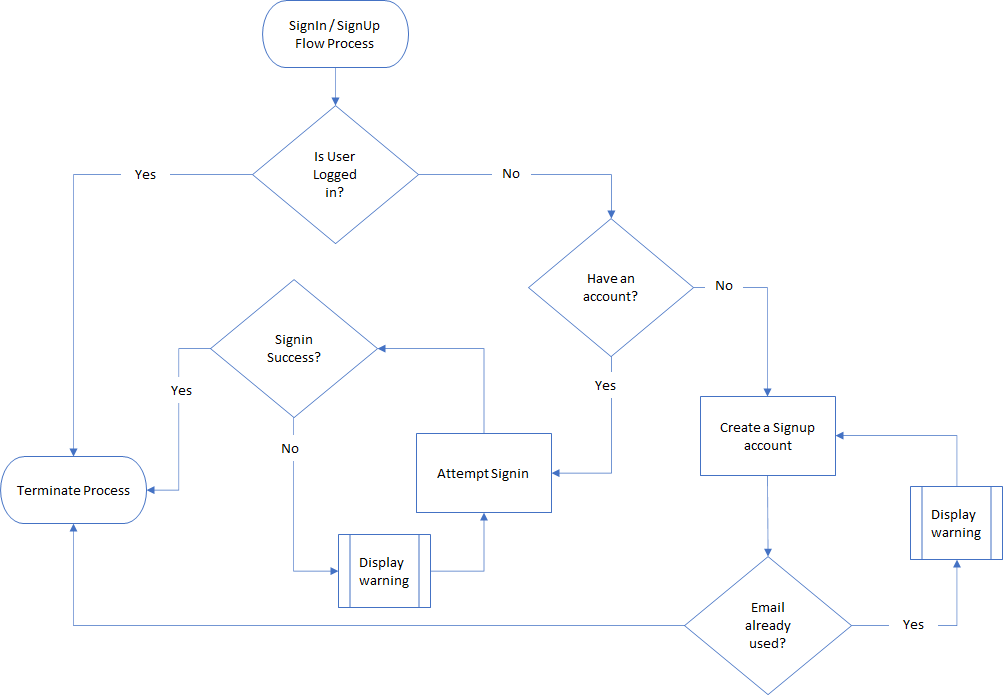 SignIn / SignUp
Flow Process
Is User
Logged
in?
Yes
No
Have an
account?
No
Signin
Success?
Yes
Yes
No
Create a Signup
account
Attempt Signin
Terminate Process
Display
warning
Display
warning
Email
already
used?
Yes